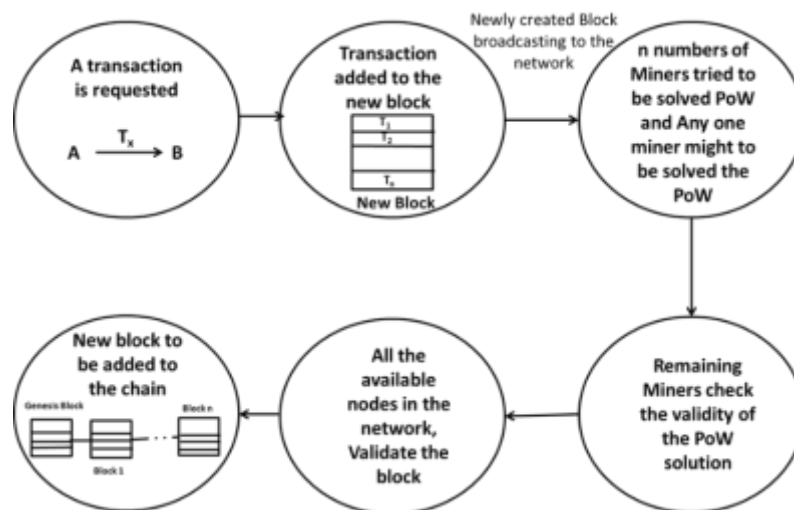 A transaction
is requested
Tx
A
B
Transaction
added to the
new block
T1
T2
Tn
New Block
Newly created Block
broadcasting to the
network
n numbers of
Miners tried to
be solved PoW
and Any one
miner might to
be solved the
PoW
Remaining
Miners check
the validity of
the PoW
solution
All the
available
nodes in the
network,
Validate the
block
New block to
be added to
the chain
Genesis Block
Block n
Block 1